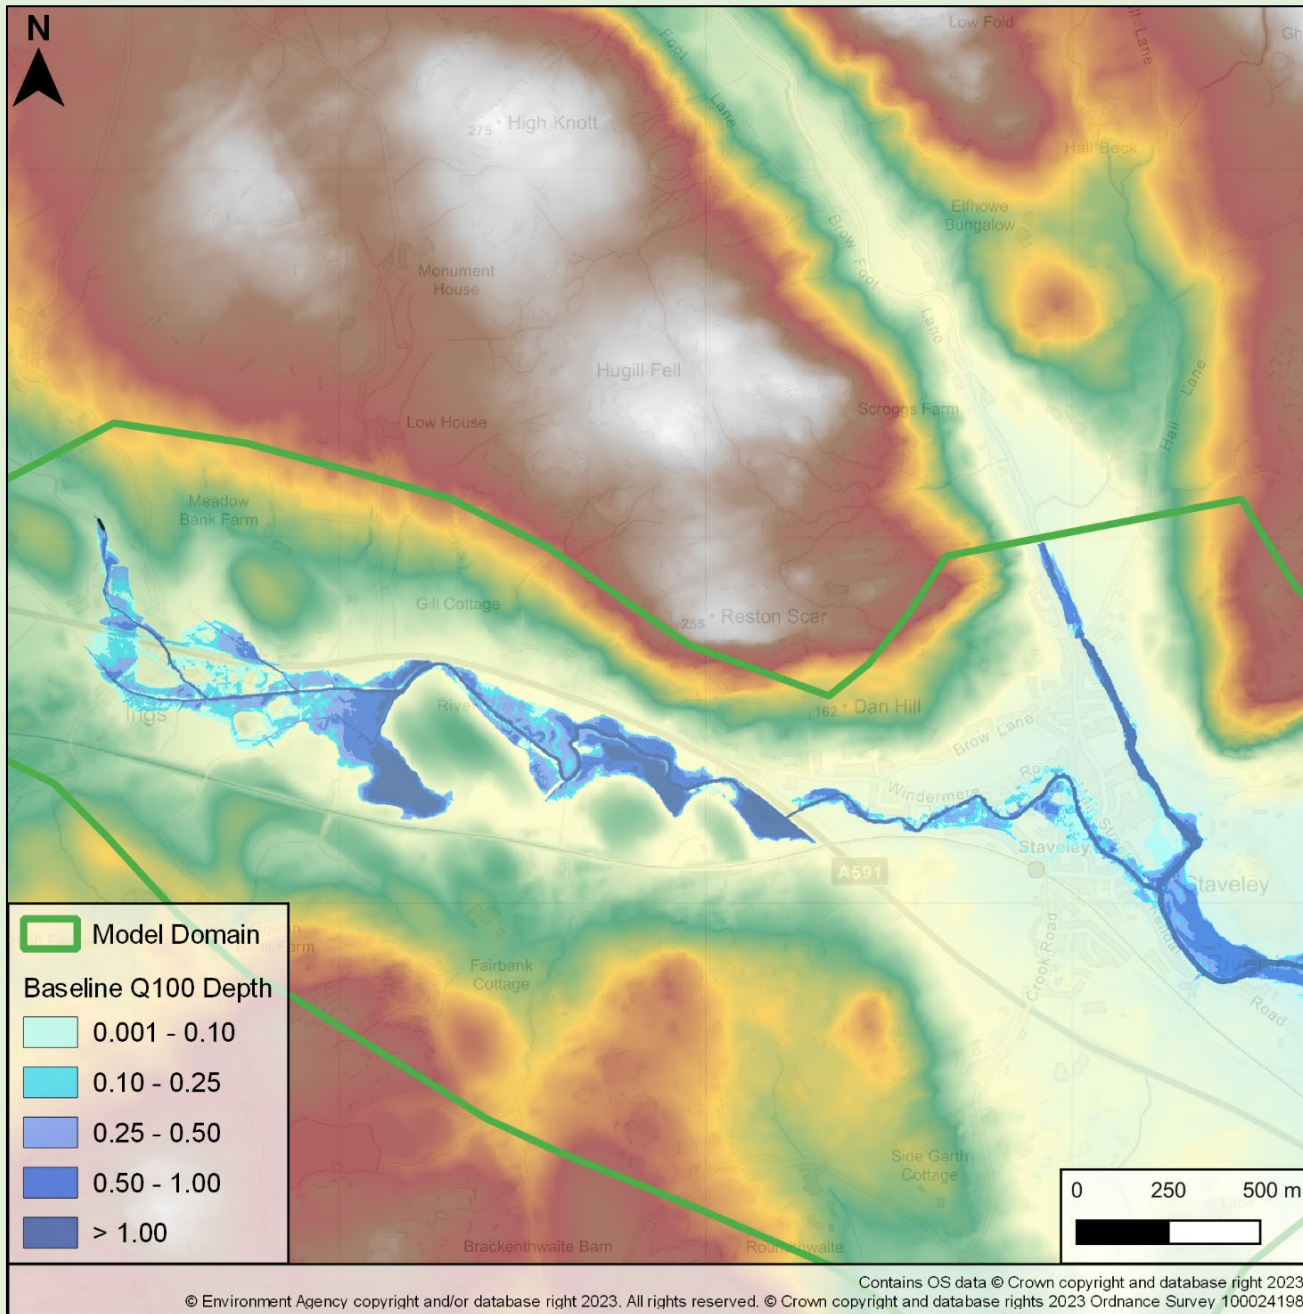 N
Low Fold
Foot
Lane
275 • High Knott
Hall Beck
Elfhowe
Bungalow
Brow Foot
Lane
Monument
House
Hugill Fell
Lane
Hall
Scroggs Farm
Low House
Meadow
Bank Farm
Gill Cottage
255 • Reston Scar
162 • Dan Hill
Ings
River
Brow Lane
Windermere
Staveley
A591
Staveley
Kendal
Road
Crook Road
Fairbank
Cottage
Side Garth
Cottage
Brackenthwaite Barn
Model Domain
Baseline Q100 Depth
0.001 - 0.10
0.10 - 0.25
0.25 - 0.50
0.50 - 1.00
> 1.00
0 250 500 m
Contains OS data © Crown copyright and database right 2023
© Environment Agency copyright and/or database right 2023. All rights reserved. © Crown copyright and database rights 2023 Ordnance Survey 100024198